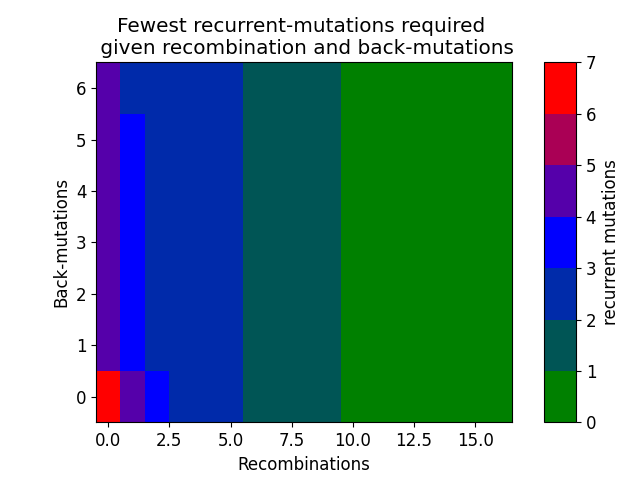 Fewest recurrent-mutations required
given recombination and back-mutations
6
5
4
3
2
1
0
Back-mutations
0.0 2.5 5.0 7.5 10.0 12.5 15.0
Recombinations
7
6
5
4
3
2
1
0
recurrent mutations